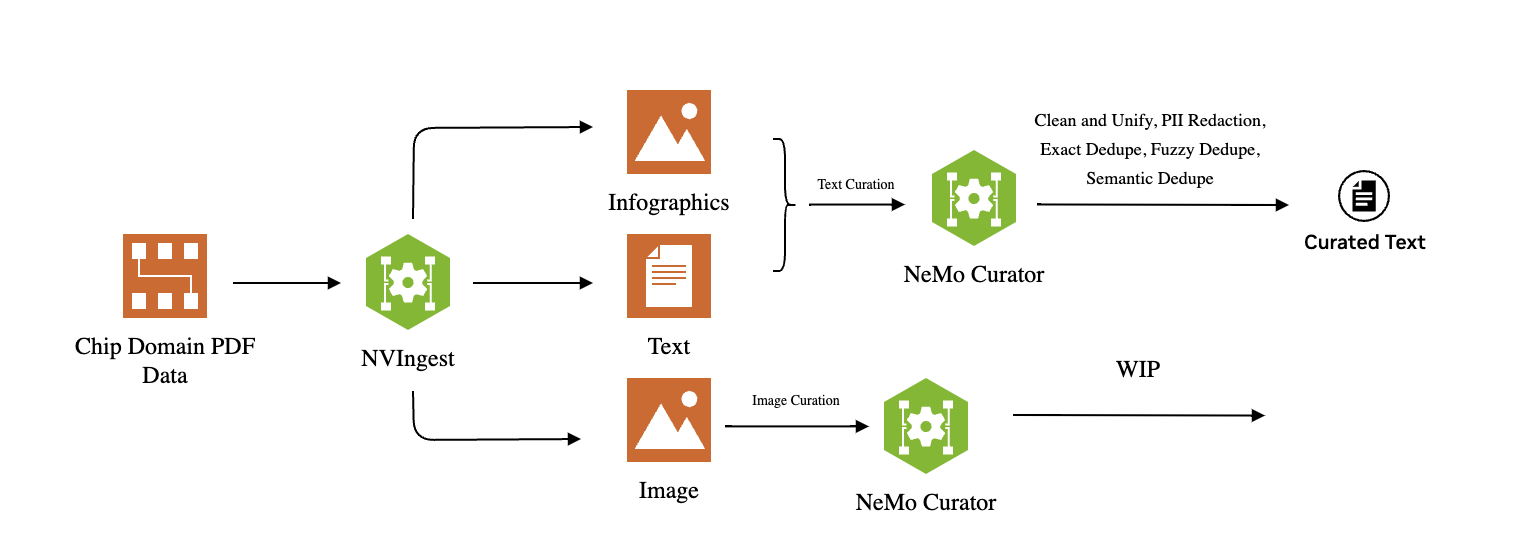 Chip Domain PDF
Data
NVIngest
Infographics
Text
Image
Text Curation
NeMo Curator
Clean and Unify, PII Redaction,
Exact Dedupe, Fuzzy Dedupe,
Semantic Dedupe
Curated Text
Image Curation
NeMo Curator
WIP